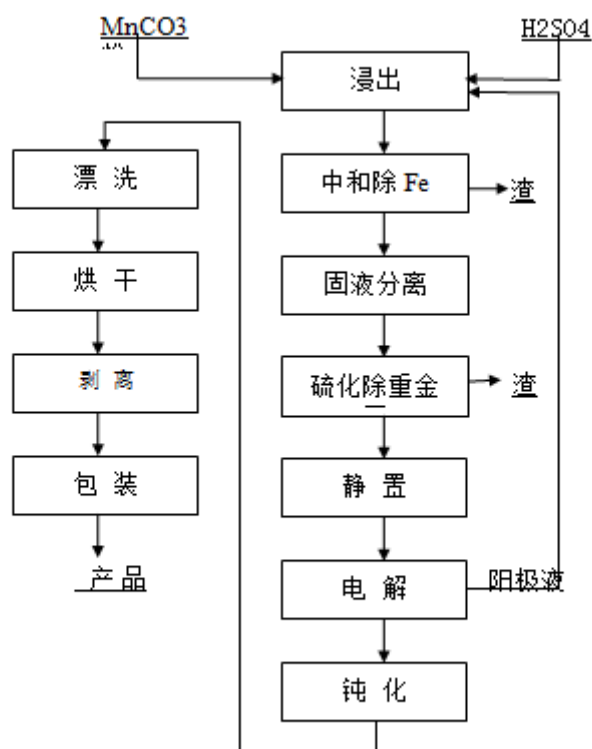 MnCO3
H2SO4
浸出
中和除 Fe
渣
固液分离
硫化除重金
渣
静 置
电 解
阳极液
钝 化
漂 洗
烘 干
剥 离
包 装
产 品